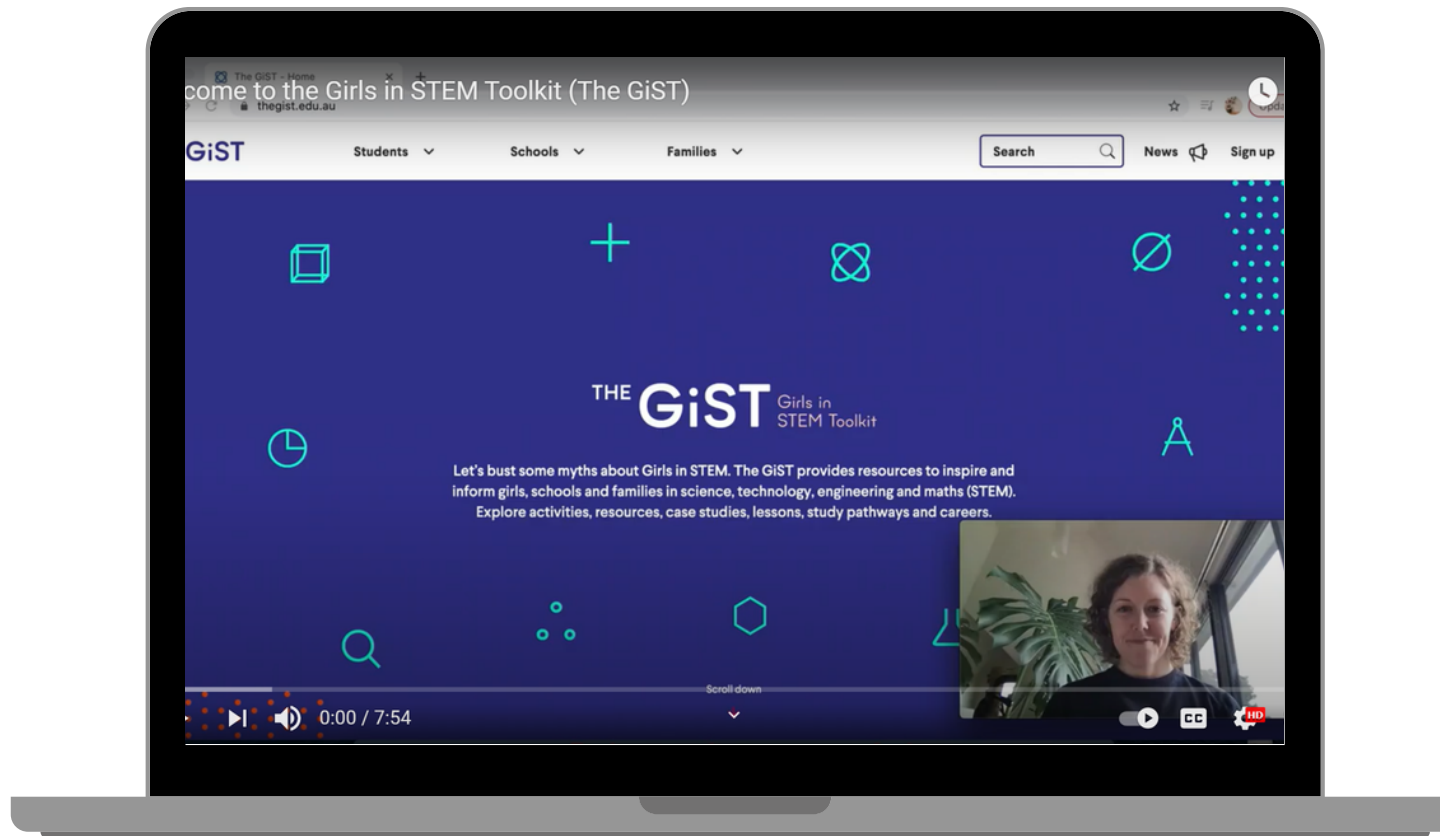 The GiST - Home
come to the Girls in STEM Toolkit (The GiST)
thegist.edu.au
Upda
GiST
Students
Schools
Families
Search
News
Sign up
THE GiST Girls in
STEM Toolkit
Let's bust some myths about Girls in STEM. The GiST provides resources to inspire and
inform girls, schools and families in science, technology, engineering and maths (STEM).
Explore activities, resources, case studies, lessons, study pathways and careers.
Scroll down
0:00 / 7:54
CC
HD